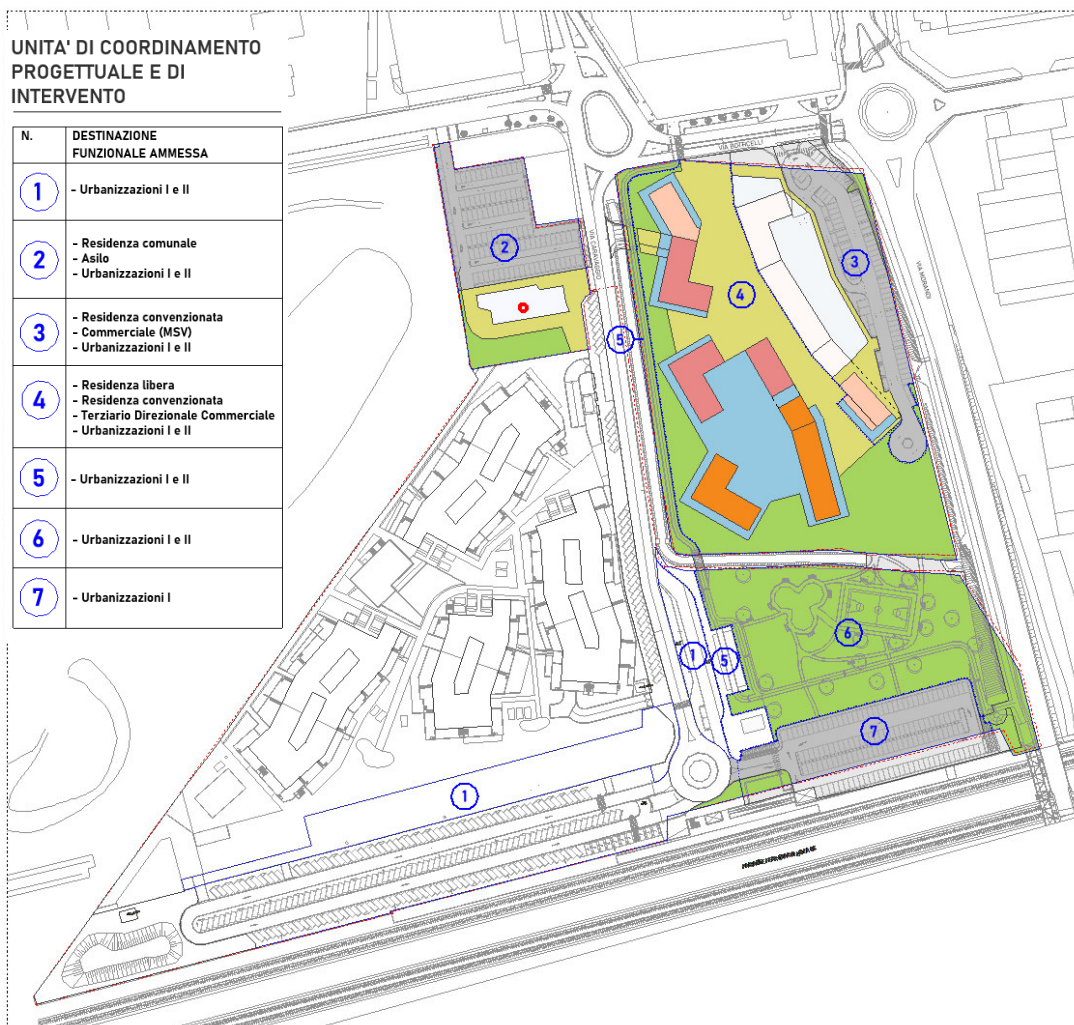 UNITA' DI COORDINAMENTO
PROGETTUALE E DI
INTERVENTO
N.
DESTINAZIONE
FUNZIONALE AMMESSA
1
- Urbanizzazioni I e II
2
- Residenza comunale
- Asilo
- Urbanizzazioni I e II
3
- Residenza convenzionata
- Commerciale (MSV)
- Urbanizzazioni I e II
4
- Residenza libera
- Residenza convenzionata
- Terziario Direzionale Commerciale
- Urbanizzazioni I e II
5
- Urbanizzazioni I e II
6
- Urbanizzazioni I e II
7
- Urbanizzazioni I
VIA BOTTICELLI
VIA CARAVAGGIO
VIA MORANDI
2
3
4
5
6
1
5
7
1